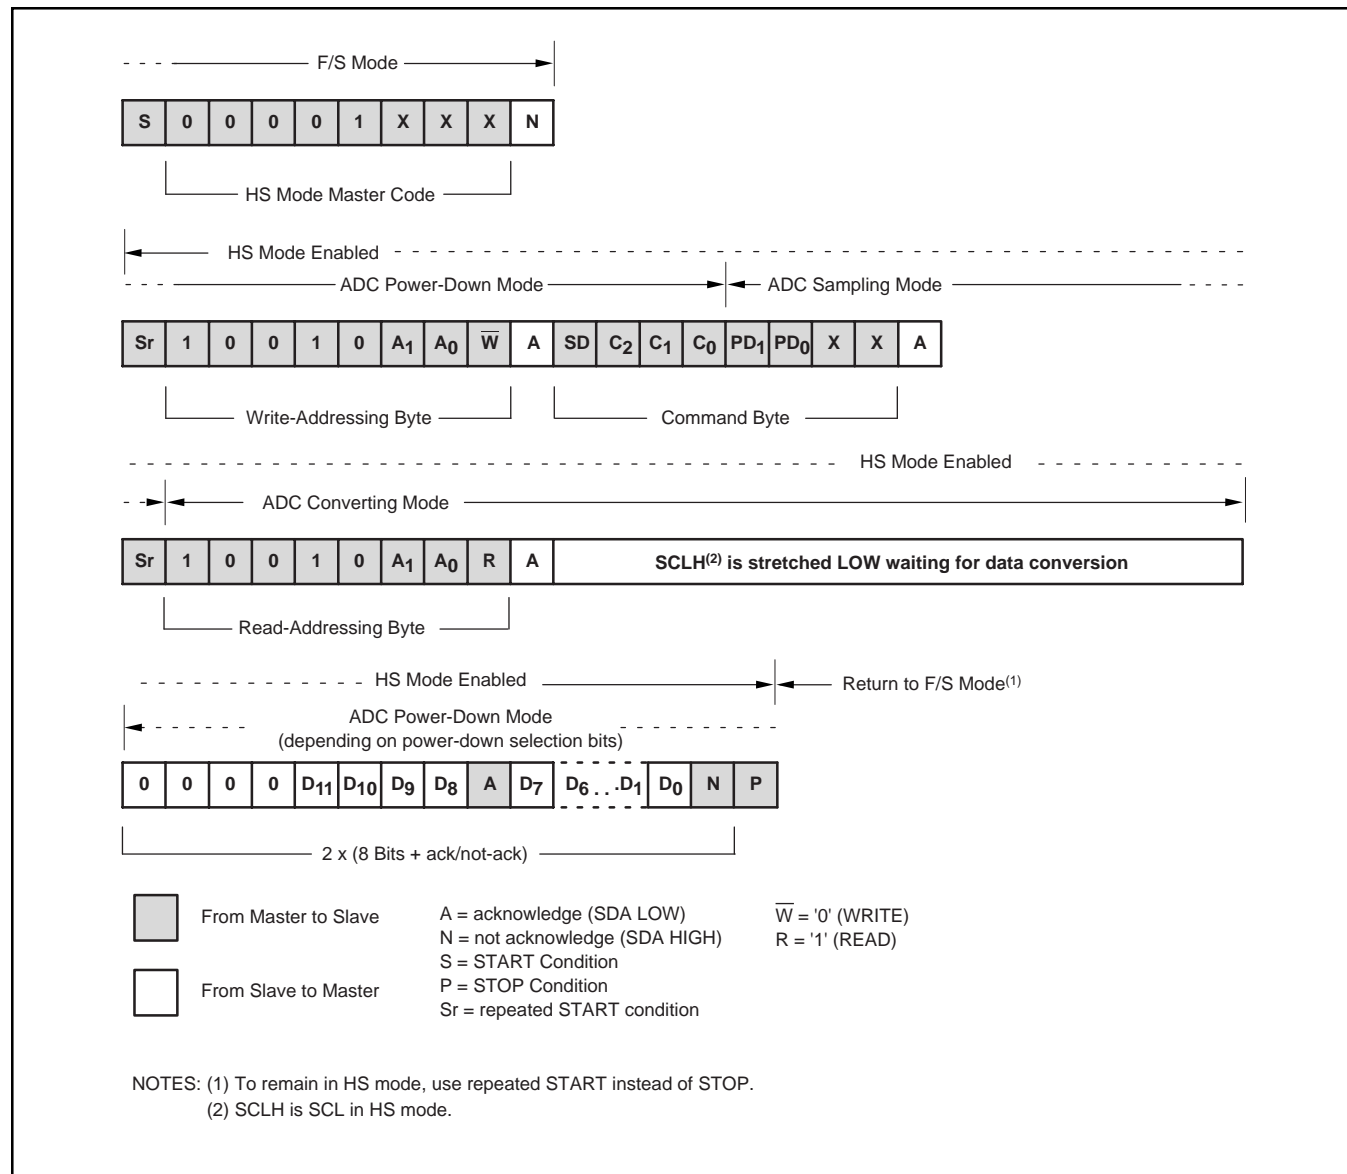 F/S Mode
S 0 0 0 0 1 X X X N
HS Mode Master Code
HS Mode Enabled
ADC Power-Down Mode ADC Sampling Mode
Sr 1 0 0 1 0 A1 A0 W̅ A SD C2 C1 C0 PD1 PD0 X X A
Write-Addressing Byte Command Byte
HS Mode Enabled
ADC Converting Mode
Sr 1 0 0 1 0 A1 A0 R A SCLH(2) is stretched LOW waiting for data conversion
Read-Addressing Byte
HS Mode Enabled Return to F/S Mode(1)
ADC Power-Down Mode
(depending on power-down selection bits)
0 0 0 0 D11 D10 D9 D8 A D7 D6 . . .D1 D0 N P
2 x (8 Bits + ack/not-ack)
From Master to Slave
From Slave to Master
A = acknowledge (SDA LOW)
N = not acknowledge (SDA HIGH)
S = START Condition
P = STOP Condition
Sr = repeated START condition
W̅ = '0' (WRITE)
R = '1' (READ)
NOTES: (1) To remain in HS mode, use repeated START instead of STOP.
(2) SCLH is SCL in HS mode.